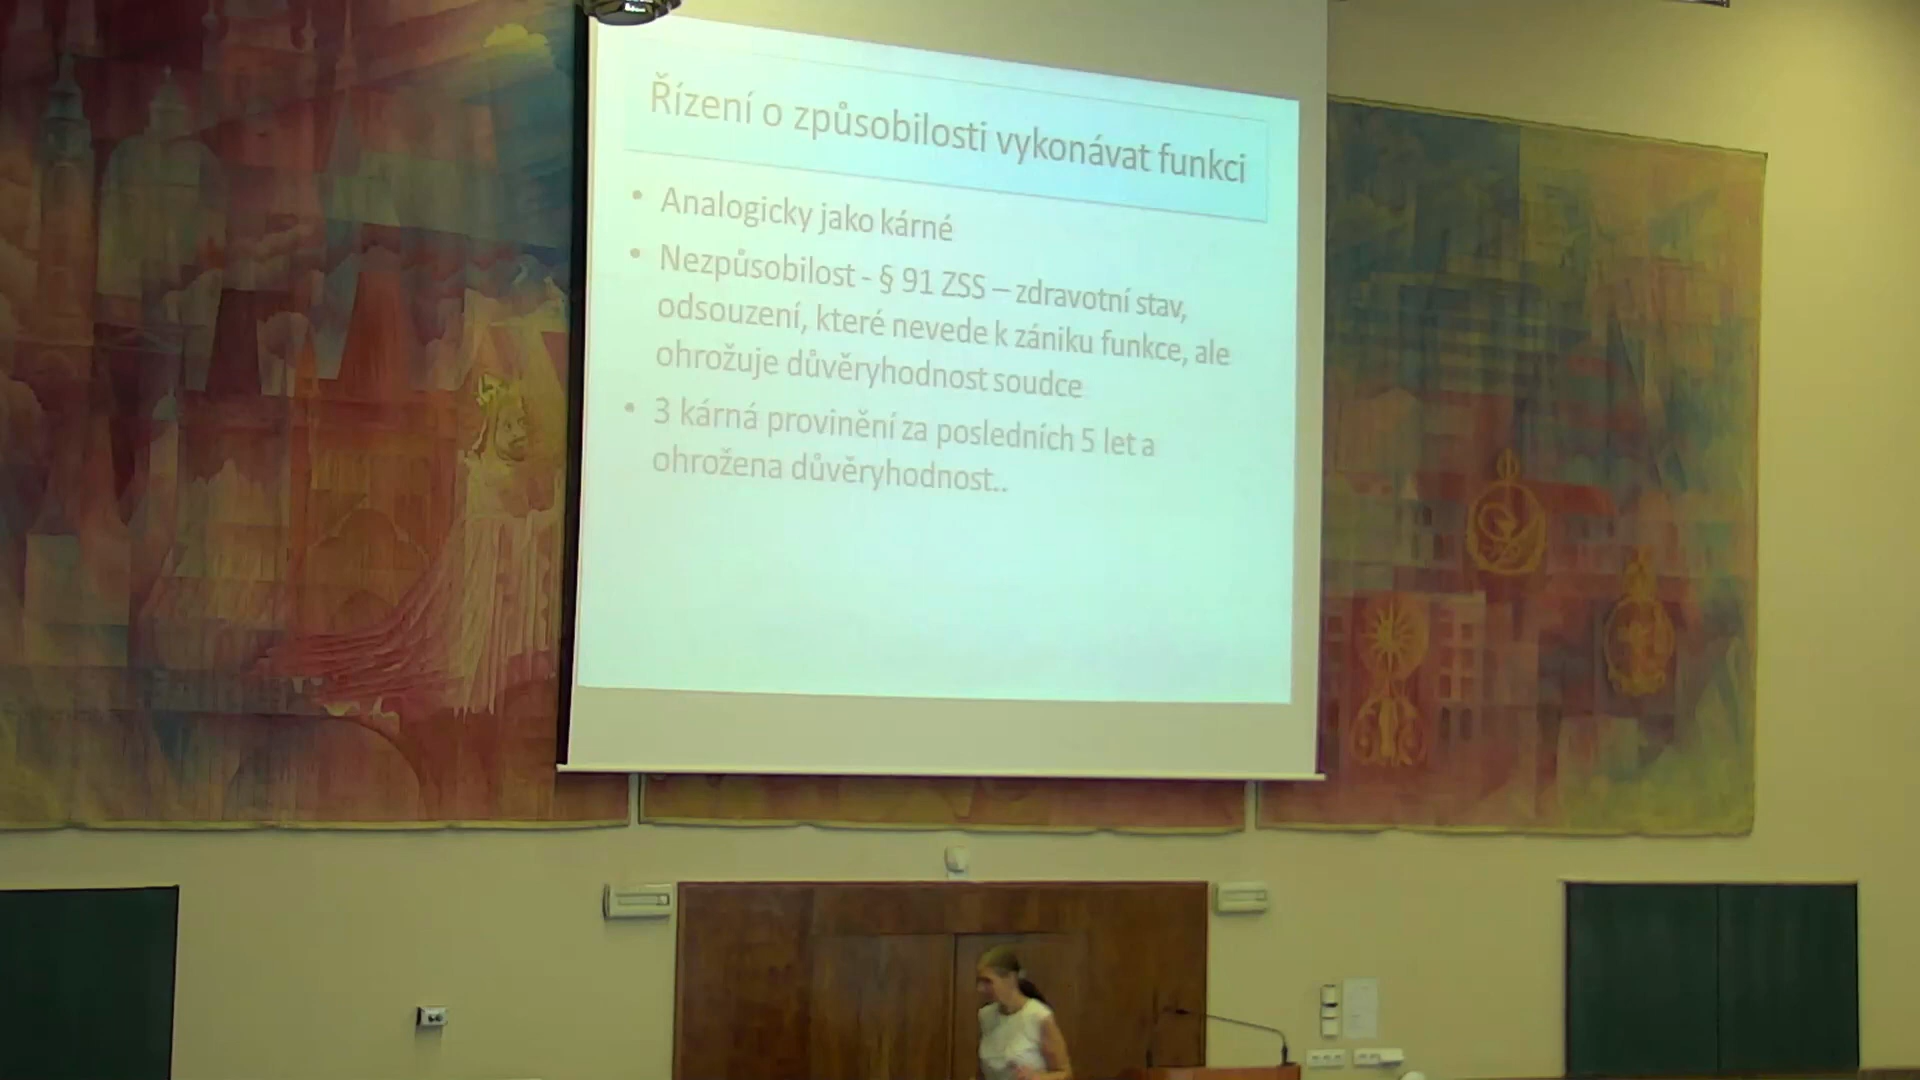 Řízení o způsobilosti vykonávat funkci
• Analogicky jako kárné
• Nezpůsobilost - § 91 ZSS – zdravotní stav,
odsouzení, které nevede k zániku funkce, ale
ohrožuje důvěryhodnost soudce
• 3 kárná provinění za posledních 5 let a
ohrožena důvěryhodnost..